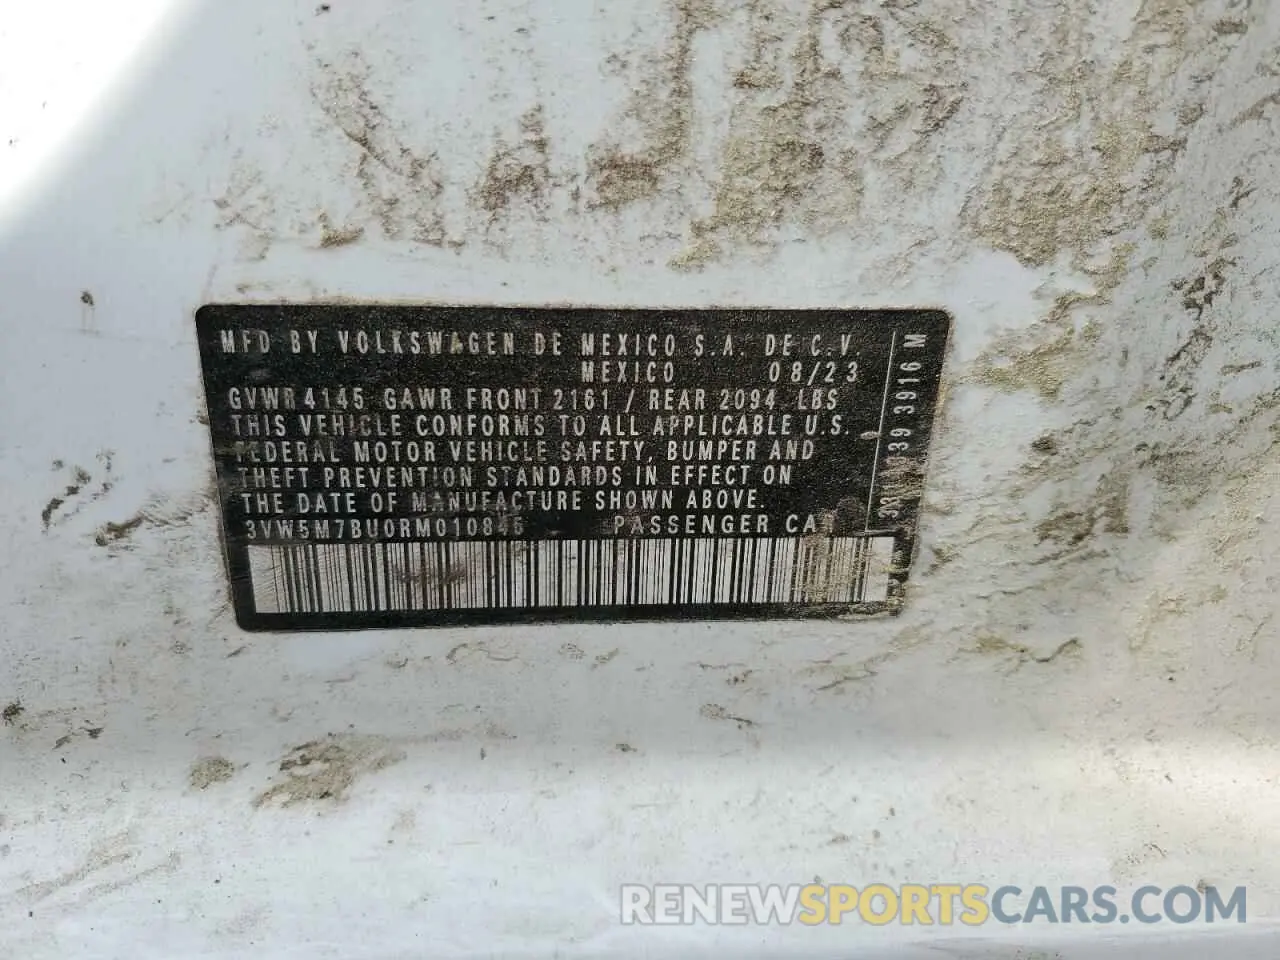 MFD BY VOLKSWAGEN DE MEXICO S.A. DE C.V.
MEXICO 08/23
GVWR 4145 GAWR FRONT 2161 / REAR 2094 LBS
THIS VEHICLE CONFORMS TO ALL APPLICABLE U.S.
FEDERAL MOTOR VEHICLE SAFETY, BUMPER AND
THEFT PREVENTION STANDARDS IN EFFECT ON
THE DATE OF MANUFACTURE SHOWN ABOVE.
3VW5M7BU0RM010845 PASSENGER CAR
39 3916 M
RENEWSPORTSCARS.COM